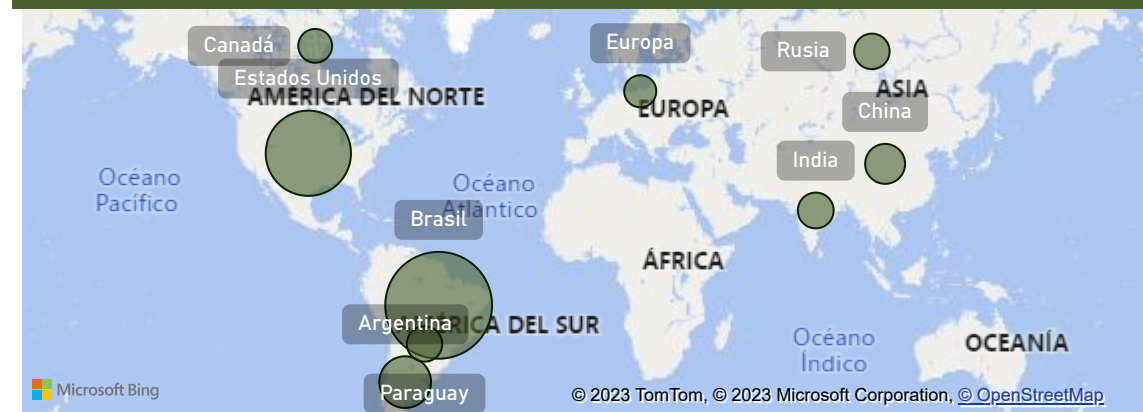 Canadá
Europa
Rusia
Estados Unidos
AMÉRICA DEL NORTE
ASIA
EUROPA
China
India
Océano
Pacífico
Océano
Atlántico
Brasil
ÁFRICA
Argentina
AMÉRICA DEL SUR
Océano
Índico
OCEANÍA
Paraguay
Microsoft Bing
© 2023 TomTom, © 2023 Microsoft Corporation, © OpenStreetMap